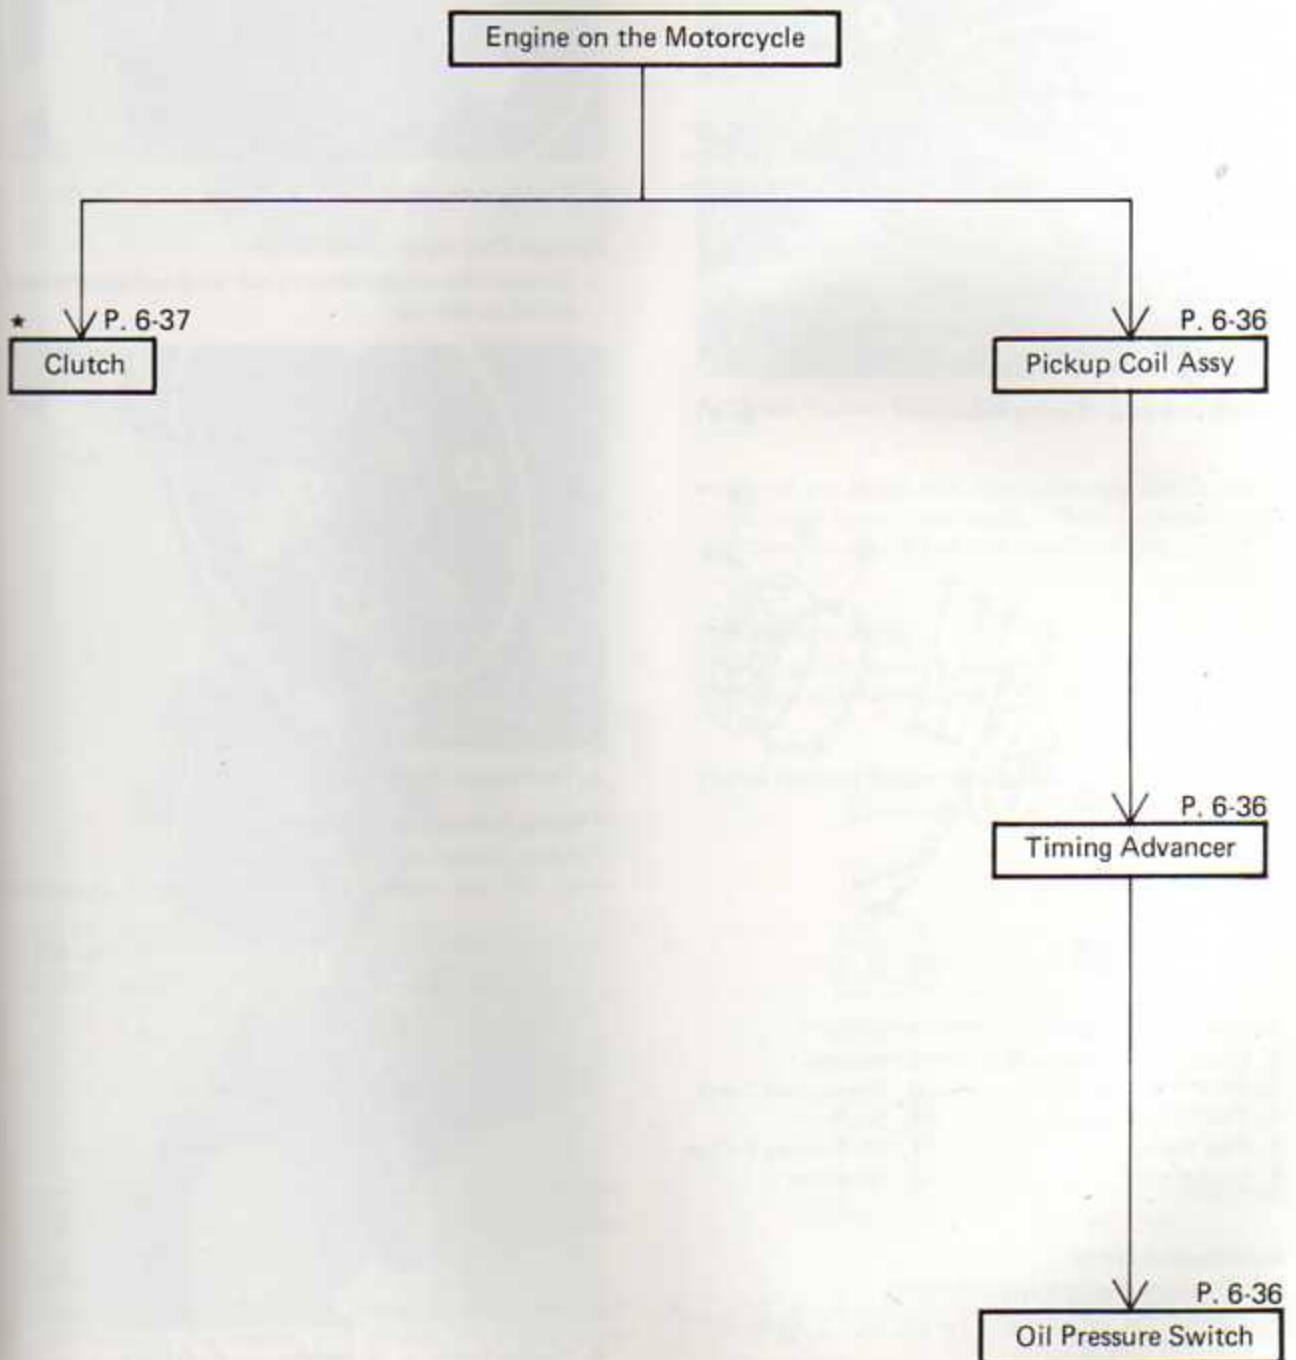 Engine on the Motorcycle
★ P. 6-37
Clutch
P. 6-36
Pickup Coil Assy
P. 6-36
Timing Advancer
P. 6-36
Oil Pressure Switch